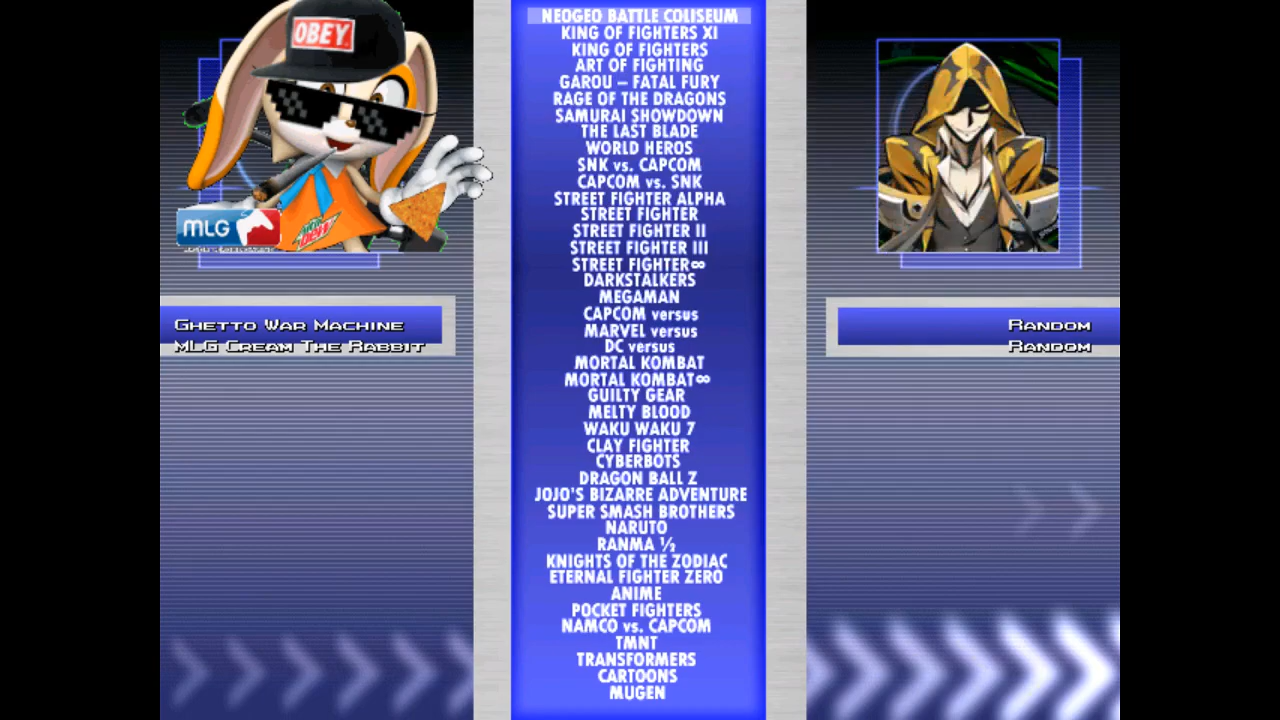 OBEY
MLG
Mtn
Dew
Ghetto War Machine
MLG Cream The Rabbit
NEOGEO BATTLE COLISEUM
KING OF FIGHTERS XI
KING OF FIGHTERS
ART OF FIGHTING
GAROU – FATAL FURY
RAGE OF THE DRAGONS
SAMURAI SHOWDOWN
THE LAST BLADE
WORLD HEROS
SNK vs. CAPCOM
CAPCOM vs. SNK
STREET FIGHTER ALPHA
STREET FIGHTER
STREET FIGHTER II
STREET FIGHTER III
STREET FIGHTER∞
DARKSTALKERS
MEGAMAN
CAPCOM versus
MARVEL versus
DC versus
MORTAL KOMBAT
MORTAL KOMBAT∞
GUILTY GEAR
MELTY BLOOD
WAKU WAKU 7
CLAY FIGHTER
CYBERBOTS
DRAGON BALL Z
JOJO'S BIZARRE ADVENTURE
SUPER SMASH BROTHERS
NARUTO
RANMA ½
KNIGHTS OF THE ZODIAC
ETERNAL FIGHTER ZERO
ANIME
POCKET FIGHTERS
NAMCO vs. CAPCOM
TMNT
TRANSFORMERS
CARTOONS
MUGEN
Random
Random